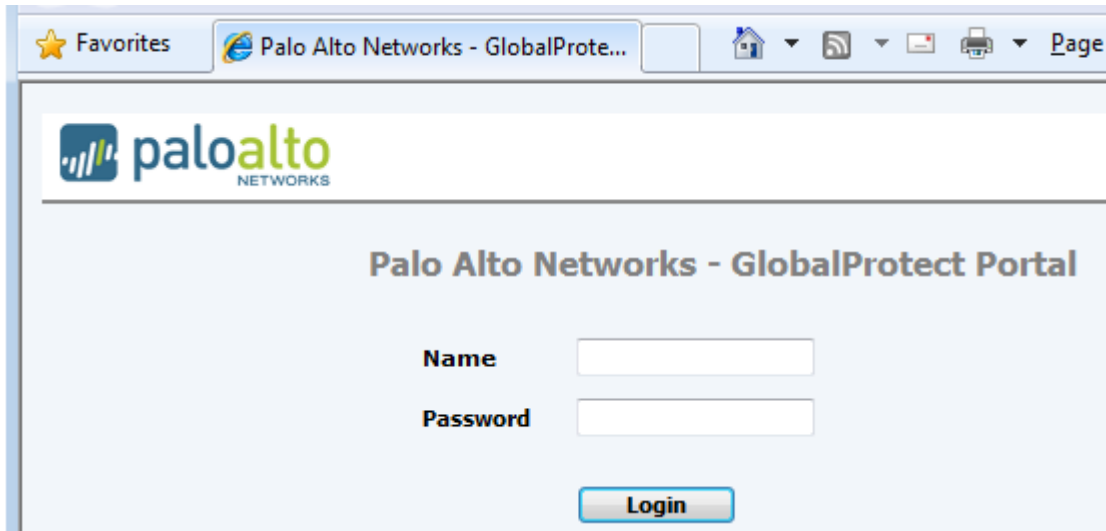 Favorites
Palo Alto Networks - GlobalProte...
Page
paloalto
NETWORKS
Palo Alto Networks - GlobalProtect Portal
Name
Password
Login